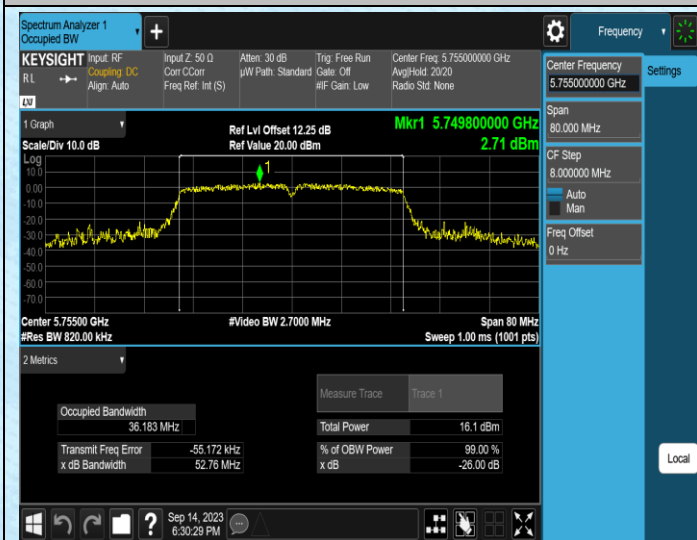 Spectrum Analyzer 1
Occupied BW
Frequency
KEYSIGHT
RL
LXI
Input: RF
Coupling: DC
Align: Auto
Input Z: 50 Ω
Corr CCorr
Freq Ref: Int (S)
Atten: 30 dB
µW Path: Standard
Trig: Free Run
Gate: Off
#IF Gain: Low
Center Freq: 5.755000000 GHz
Avg|Hold: 20/20
Radio Std: None
Center Frequency
5.755000000 GHz
Settings
Span
80.000 MHz
CF Step
8.000000 MHz
Auto
Man
Freq Offset
0 Hz
1 Graph
Scale/Div 10.0 dB
Ref Lvl Offset 12.25 dB
Ref Value 20.00 dBm
Mkr1 5.749800000 GHz
2.71 dBm
Log
10.0
0.00
-10.0
-20.0
-30.0
-40.0
-50.0
-60.0
-70.0
1
Center 5.75500 GHz
#Res BW 820.00 kHz
#Video BW 2.7000 MHz
Span 80 MHz
Sweep 1.00 ms (1001 pts)
2 Metrics
Measure Trace Trace 1
Occupied Bandwidth
36.183 MHz
Total Power 16.1 dBm
Transmit Freq Error -55.172 kHz
% of OBW Power 99.00 %
x dB Bandwidth 52.76 MHz
x dB -26.00 dB
Local
?
Sep 14, 2023
6:30:29 PM